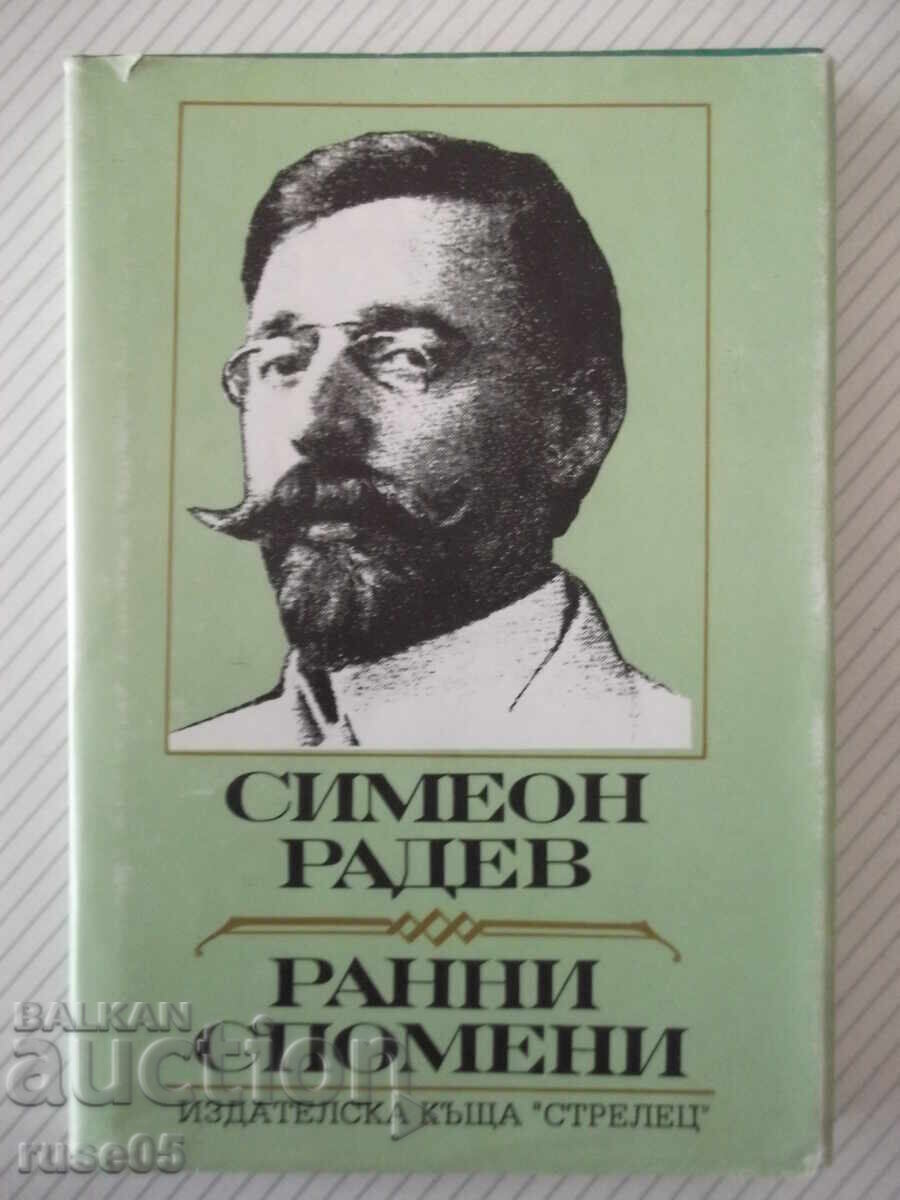 СИМЕОН
РАДЕВ
РАННИ
СПОМЕНИ
ИЗДАТЕЛСКА КЪЩА "СТРЕЛЕЦ"
BALKAN
auction
ruse05